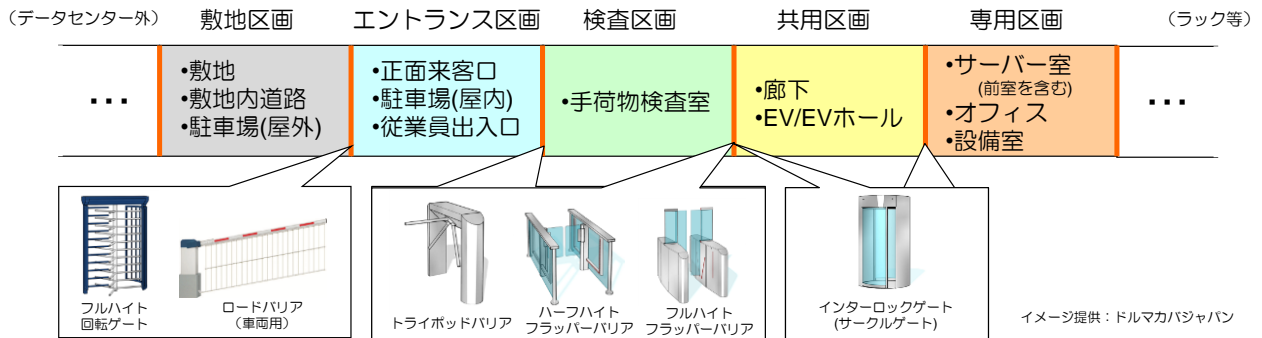 （データセンター外）
敷地区画
エントランス区画
検査区画
共用区画
専用区画
（ラック等）
•••
•敷地
•敷地内道路
•駐車場(屋外)
•正面来客口
•駐車場(屋内)
•従業員出入口
•手荷物検査室
•廊下
•EV/EVホール
•サーバー室
(前室を含む)
•オフィス
•設備室
•••
フルハイト
回転ゲート
ロードバリア
（車両用）
トライポッドバリア
ハーフハイト
フラッパーバリア
フルハイト
フラッパーバリア
インターロックゲート
(サークルゲート)
イメージ提供：ドルマカバジャパン